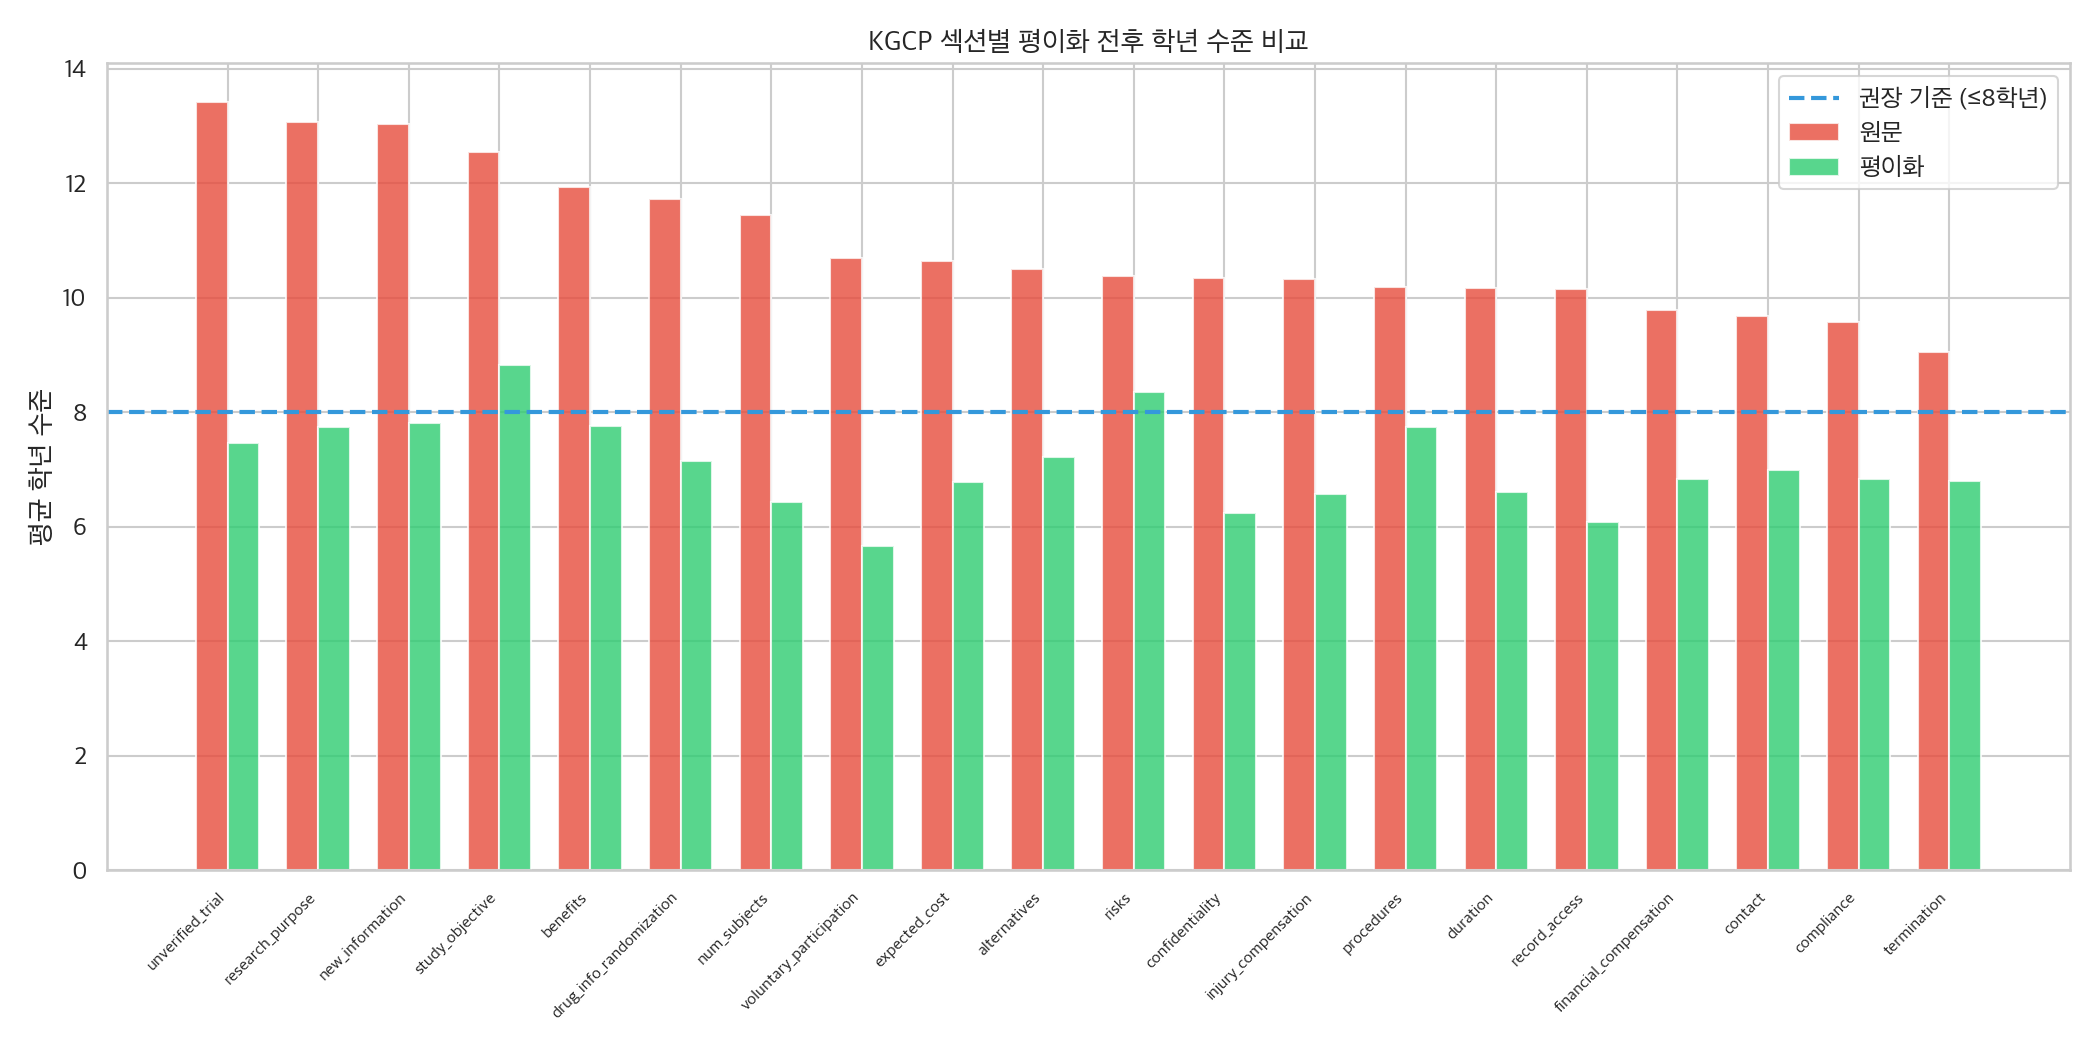 KGCP 섹션별 평이화 전후 학년 수준 비교
평균 학년 수준
14
12
10
8
6
4
2
0
권장 기준 (≤8학년)
원문
평이화
unverified_trial
research_purpose
new_information
study_objective
benefits
drug_info_randomization
num_subjects
voluntary_participation
expected_cost
alternatives
risks
confidentiality
injury_compensation
procedures
duration
record_access
financial_compensation
contact
compliance
termination